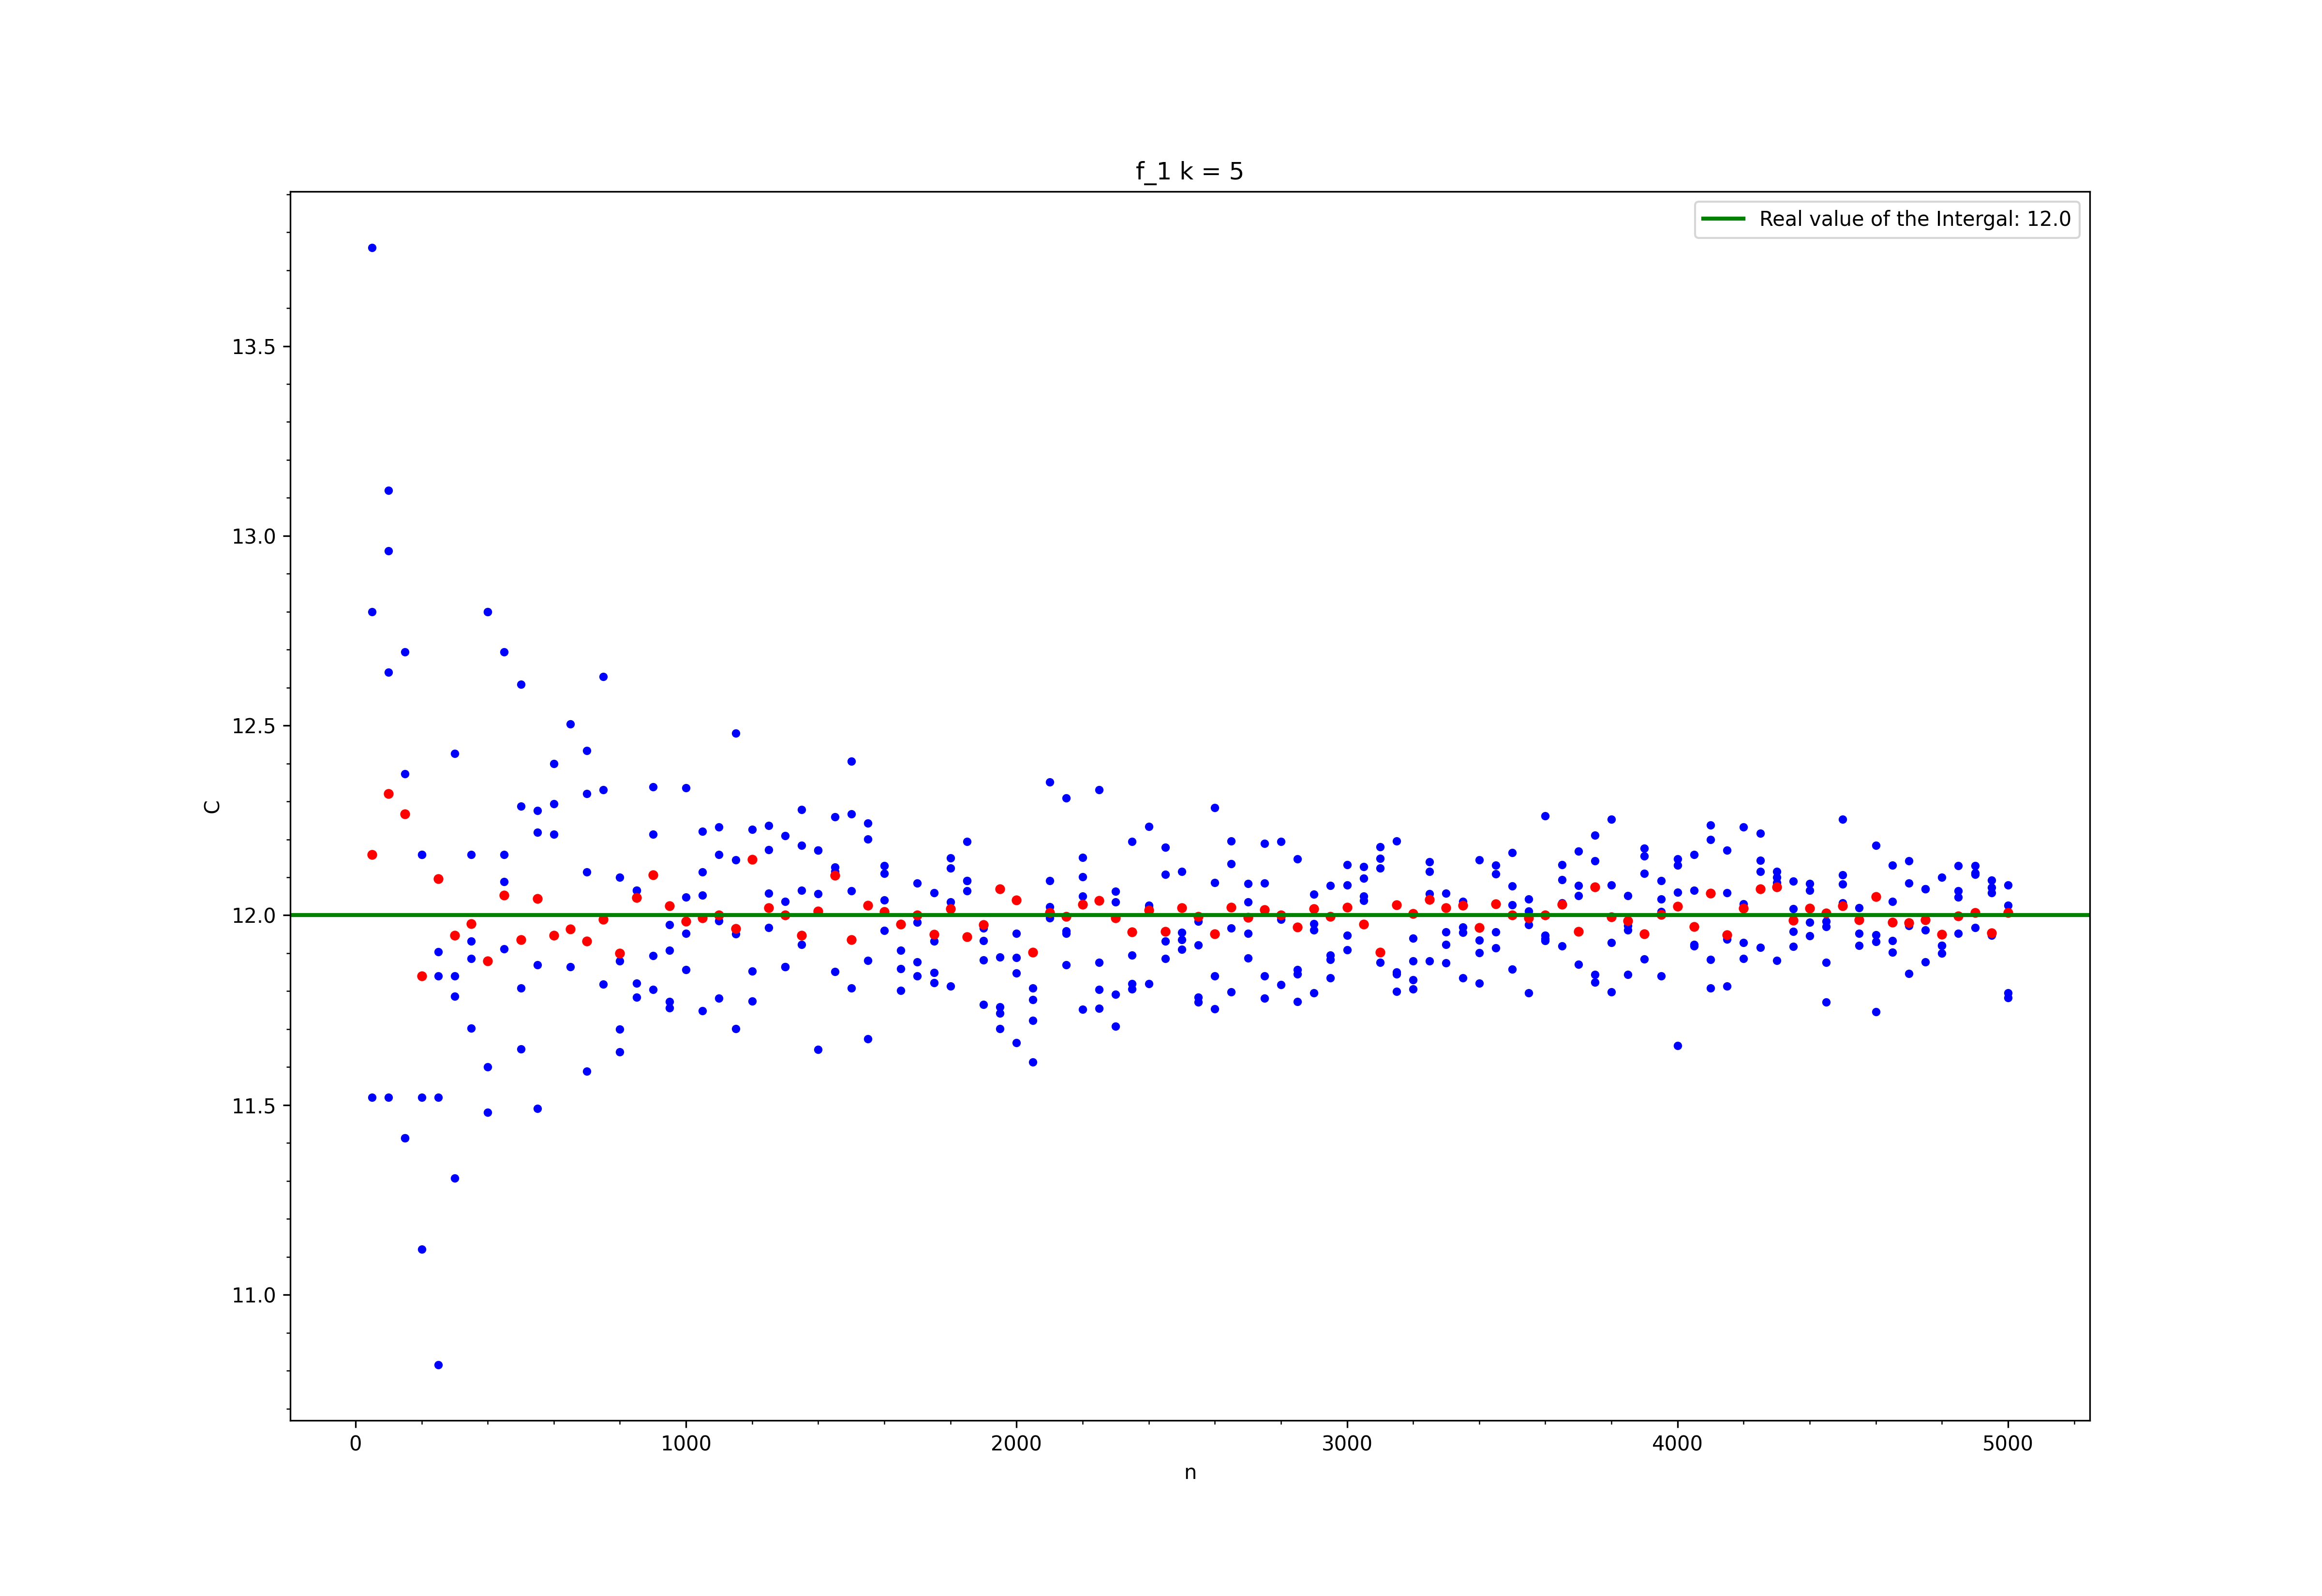 f_1 k = 5
Real value of the Intergal: 12.0
13.5
13.0
12.5
12.0
11.5
11.0
C
0 1000 2000 3000 4000 5000
n